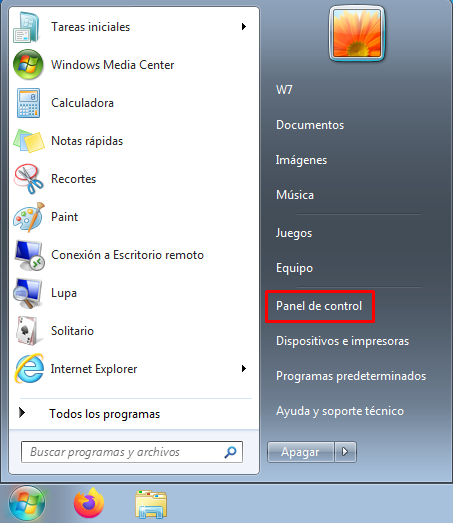 Tareas iniciales
Windows Media Center
Calculadora
Notas rápidas
Recortes
Paint
Conexión a Escritorio remoto
Lupa
Solitario
Internet Explorer
Todos los programas
Buscar programas y archivos
W7
Documentos
Imágenes
Música
Juegos
Equipo
Panel de control
Dispositivos e impresoras
Programas predeterminados
Ayuda y soporte técnico
Apagar